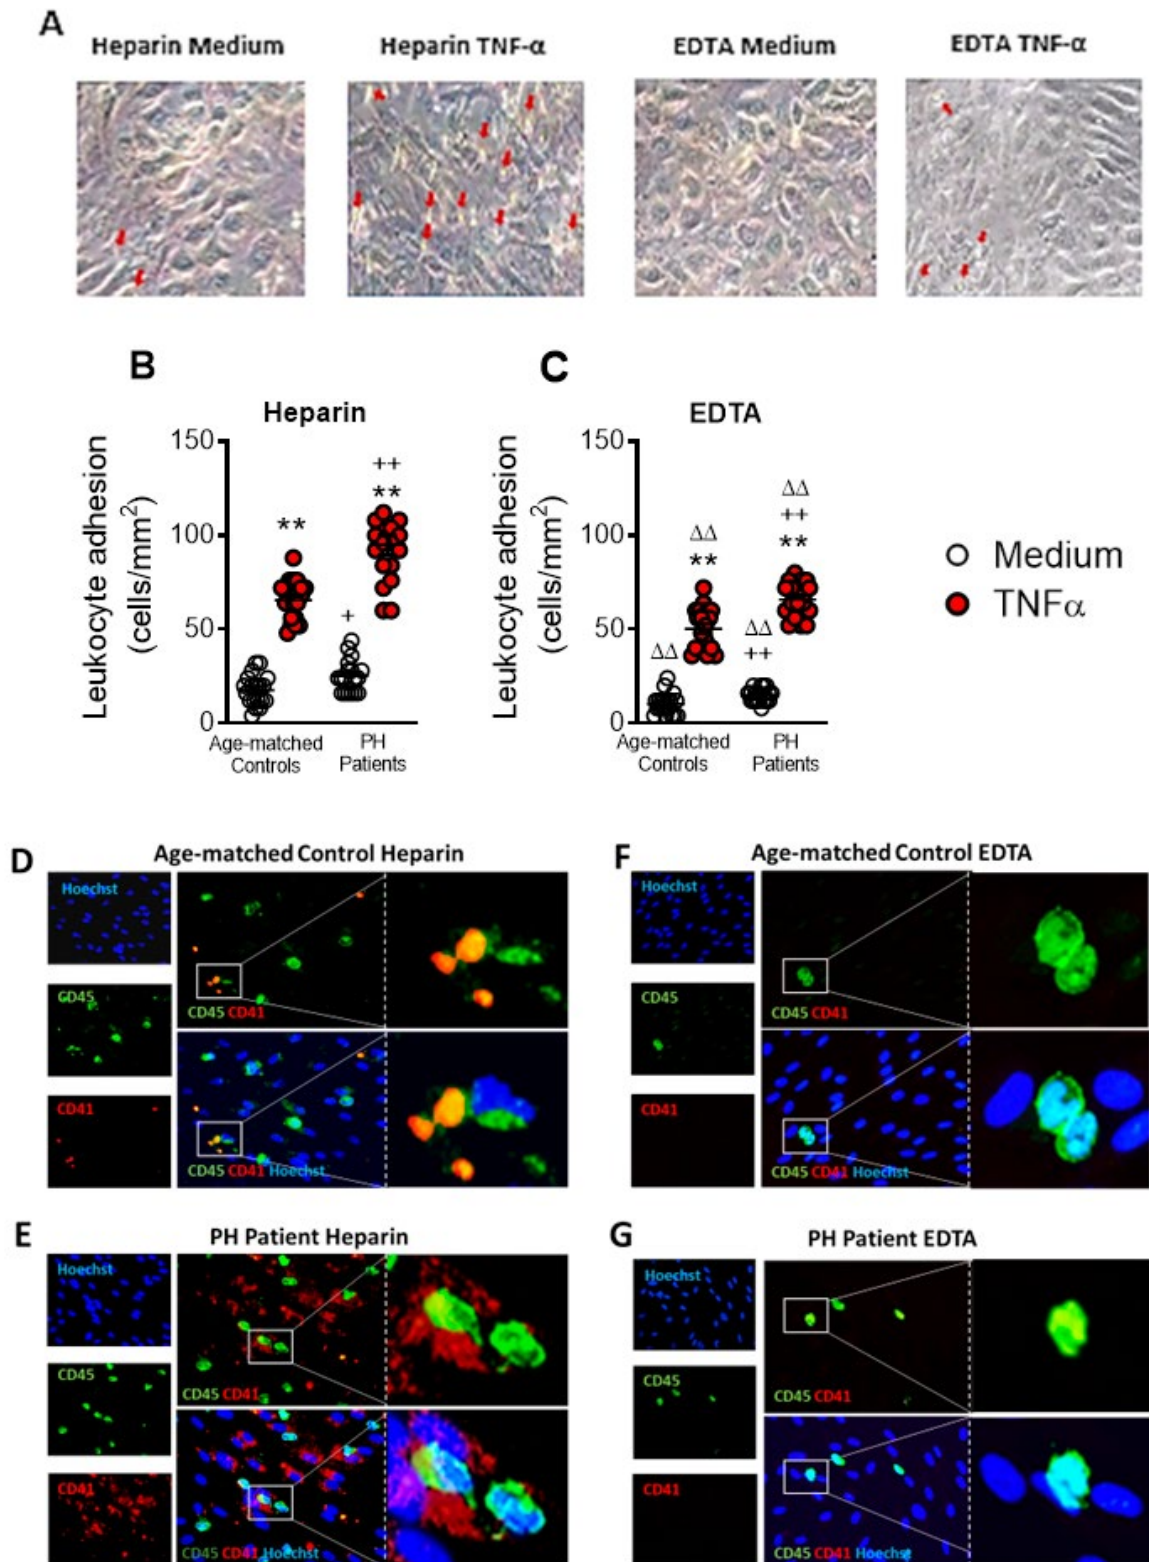 A
Heparin Medium
Heparin TNF-α
EDTA Medium
EDTA TNF-α
B
C
Heparin
EDTA
Leukocyte adhesion
(cells/mm²)
150
100
50
0
**
+
++
**
Age-matched
Controls
PH
Patients
Leukocyte adhesion
(cells/mm²)
150
100
50
0
ΔΔ
ΔΔ
**
ΔΔ
++
ΔΔ
++
**
Age-matched
Controls
PH
Patients
Medium
TNFα
D
Age-matched Control Heparin
Hoechst
CD45
CD41
CD45 CD41
CD45 CD41 Hoechst
F
Age-matched Control EDTA
Hoechst
CD45
CD41
CD45 CD41
CD45 CD41 Hoechst
E
PH Patient Heparin
Hoechst
CD45
CD41
CD45 CD41
CD45 CD41 Hoechst
G
PH Patient EDTA
Hoechst
CD45
CD41
CD45 CD41
CD45 CD41 Hoechst